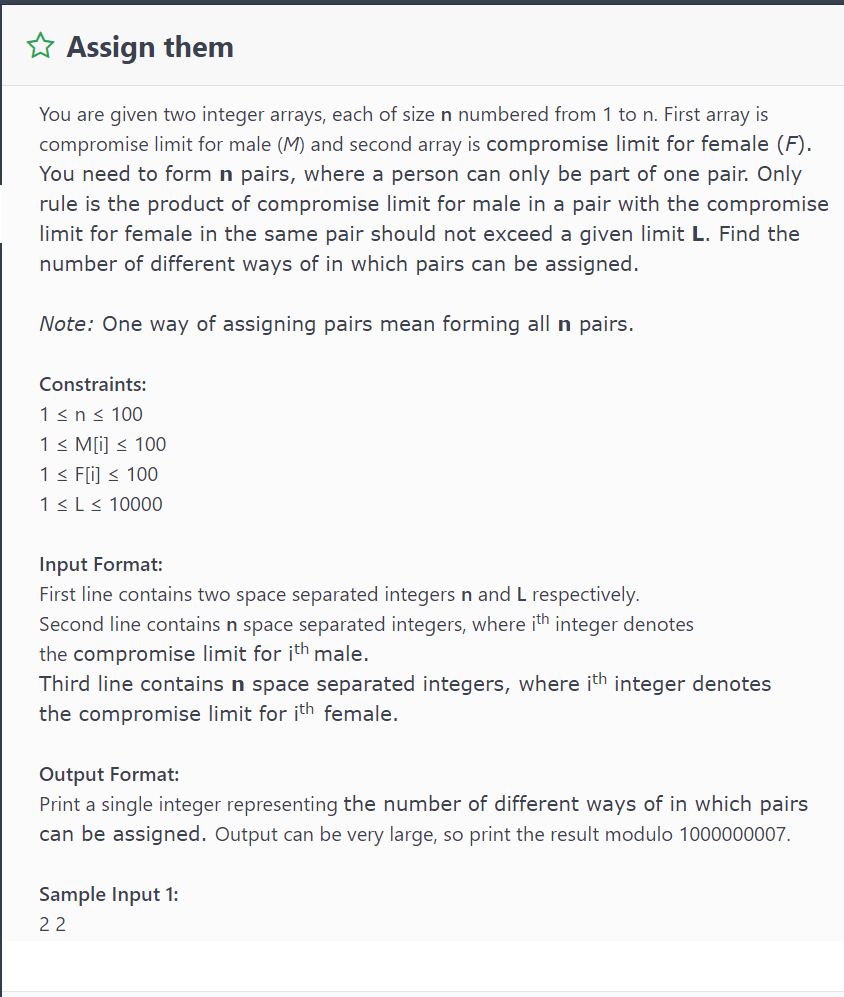 Assign them
You are given two integer arrays, each of size n numbered from 1 to n. First array is
compromise limit for male (M) and second array is compromise limit for female (F).
You need to form n pairs, where a person can only be part of one pair. Only
rule is the product of compromise limit for male in a pair with the compromise
limit for female in the same pair should not exceed a given limit L. Find the
number of different ways of in which pairs can be assigned.
Note: One way of assigning pairs mean forming all n pairs.
Constraints:
1 ≤ n ≤ 100
1 ≤ M[i] ≤ 100
1 ≤ F[i] ≤ 100
1 ≤ L ≤ 10000
Input Format:
First line contains two space separated integers n and L respectively.
Second line contains n space separated integers, where ith integer denotes
the compromise limit for ith male.
Third line contains n space separated integers, where ith integer denotes
the compromise limit for ith female.
Output Format:
Print a single integer representing the number of different ways of in which pairs
can be assigned. Output can be very large, so print the result modulo 1000000007.
Sample Input 1:
2 2